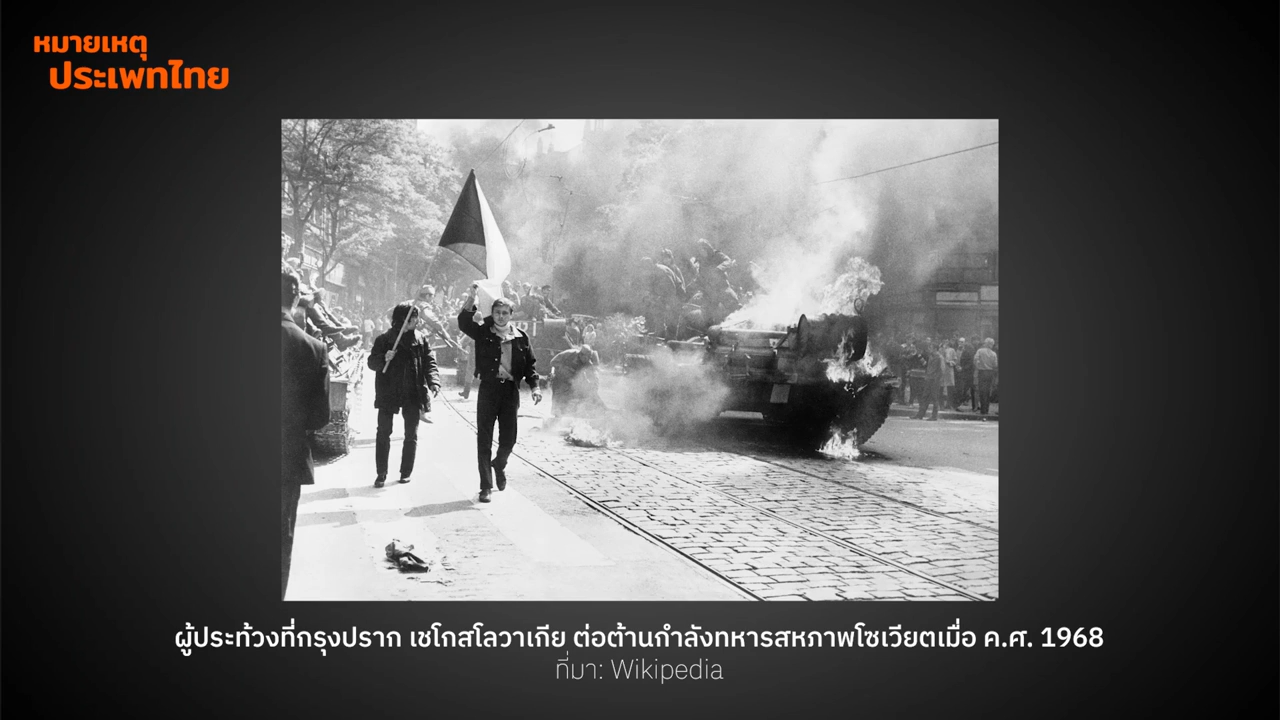 หมายเหตุ
ประเพทไทย
ผู้ประท้วงที่กรุงปราก เชโกสโลวาเกีย ต่อต้านกำลังทหารสหภาพโซเวียตเมื่อ ค.ศ. 1968
ที่มา: Wikipedia